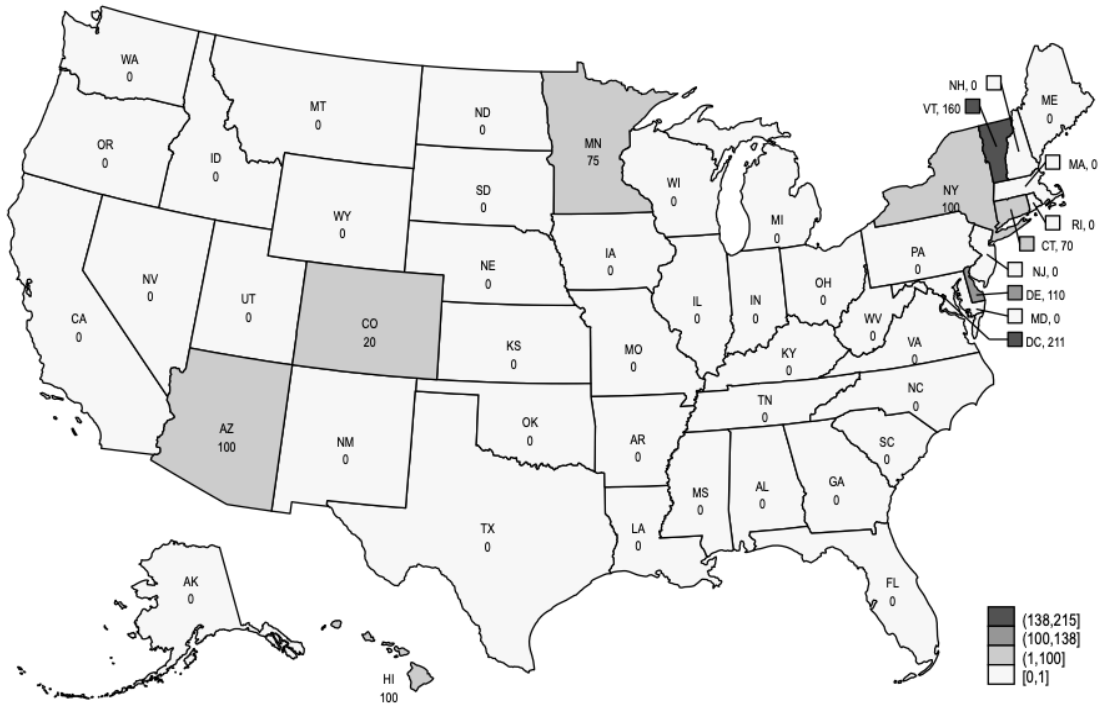 WA
0
OR
0
CA
0
ID
0
NV
0
MT
0
WY
0
UT
0
AZ
100
CO
20
NM
0
ND
0
SD
0
NE
0
KS
0
OK
0
TX
0
MN
75
IA
0
MO
0
AR
0
LA
0
WI
0
IL
0
MS
0
MI
0
IN
0
KY
0
TN
0
AL
0
OH
0
WV
0
VA
0
NC
0
SC
0
GA
0
FL
0
PA
0
NY
100
ME
0
NH, 0
VT, 160
MA, 0
RI, 0
CT, 70
NJ, 0
DE, 110
MD, 0
DC, 211
AK
0
HI
100
(138,215]
(100,138]
(1,100]
[0,1]